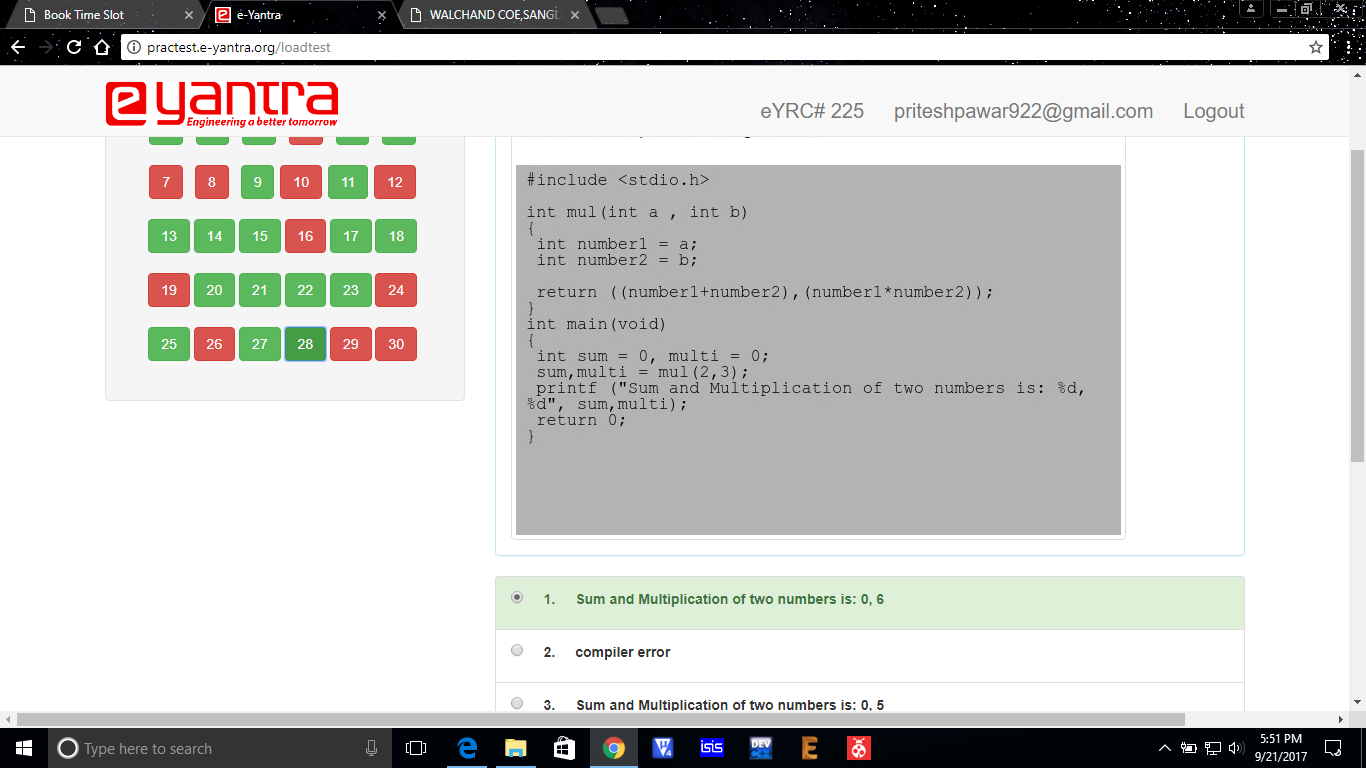 Book Time Slot
e-Yantra
WALCHAND COE,SANGL
practest.e-yantra.org/loadtest
e yantra
Engineering a better tomorrow
eYRC# 225 priteshpawar922@gmail.com Logout
7 8 9 10 11 12
13 14 15 16 17 18
19 20 21 22 23 24
25 26 27 28 29 30
#include <stdio.h>
int mul(int a , int b)
{
int number1 = a;
int number2 = b;
return ((number1+number2),(number1*number2));
}
int main(void)
{
int sum = 0, multi = 0;
sum,multi = mul(2,3);
printf ("Sum and Multiplication of two numbers is: %d,
%d", sum,multi);
return 0;
}
1. Sum and Multiplication of two numbers is: 0, 6
2. compiler error
3. Sum and Multiplication of two numbers is: 0, 5
Type here to search
isis
DEV
5:51 PM
9/21/2017